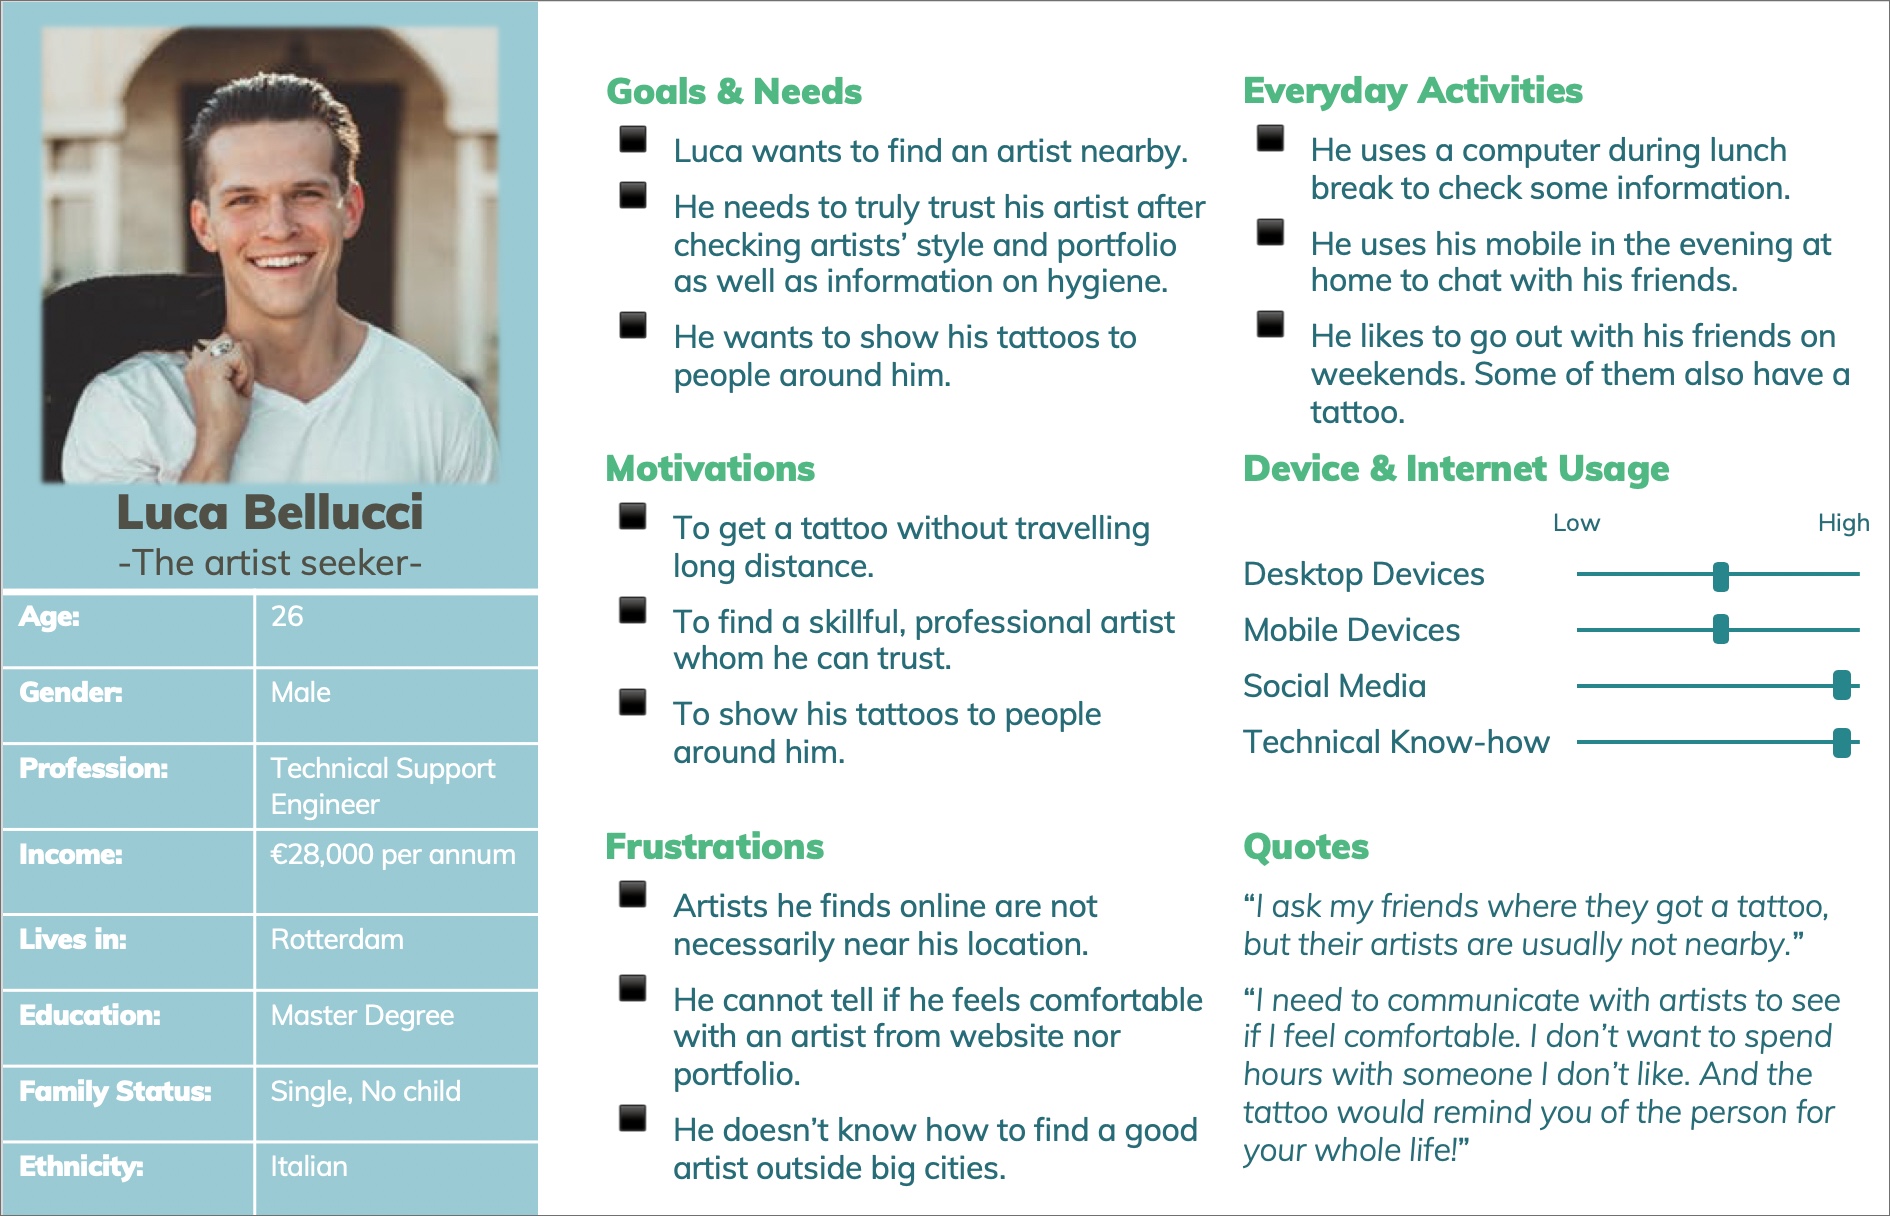 Luca Bellucci
-The artist seeker-
Age: 26
Gender: Male
Profession: Technical Support
Engineer
Income: €28,000 per annum
Lives in: Rotterdam
Education: Master Degree
Family Status: Single, No child
Ethnicity: Italian
Goals & Needs
Luca wants to find an artist nearby.
He needs to truly trust his artist after
checking artists’ style and portfolio
as well as information on hygiene.
He wants to show his tattoos to
people around him.
Motivations
To get a tattoo without travelling
long distance.
To find a skillful, professional artist
whom he can trust.
To show his tattoos to people
around him.
Frustrations
Artists he finds online are not
necessarily near his location.
He cannot tell if he feels comfortable
with an artist from website nor
portfolio.
He doesn’t know how to find a good
artist outside big cities.
Everyday Activities
He uses a computer during lunch
break to check some information.
He uses his mobile in the evening at
home to chat with his friends.
He likes to go out with his friends on
weekends. Some of them also have a
tattoo.
Device & Internet Usage
Low High
Desktop Devices
Mobile Devices
Social Media
Technical Know-how
Quotes
“I ask my friends where they got a tattoo,
but their artists are usually not nearby.”
“I need to communicate with artists to see
if I feel comfortable. I don’t want to spend
hours with someone I don’t like. And the
tattoo would remind you of the person for
your whole life!”